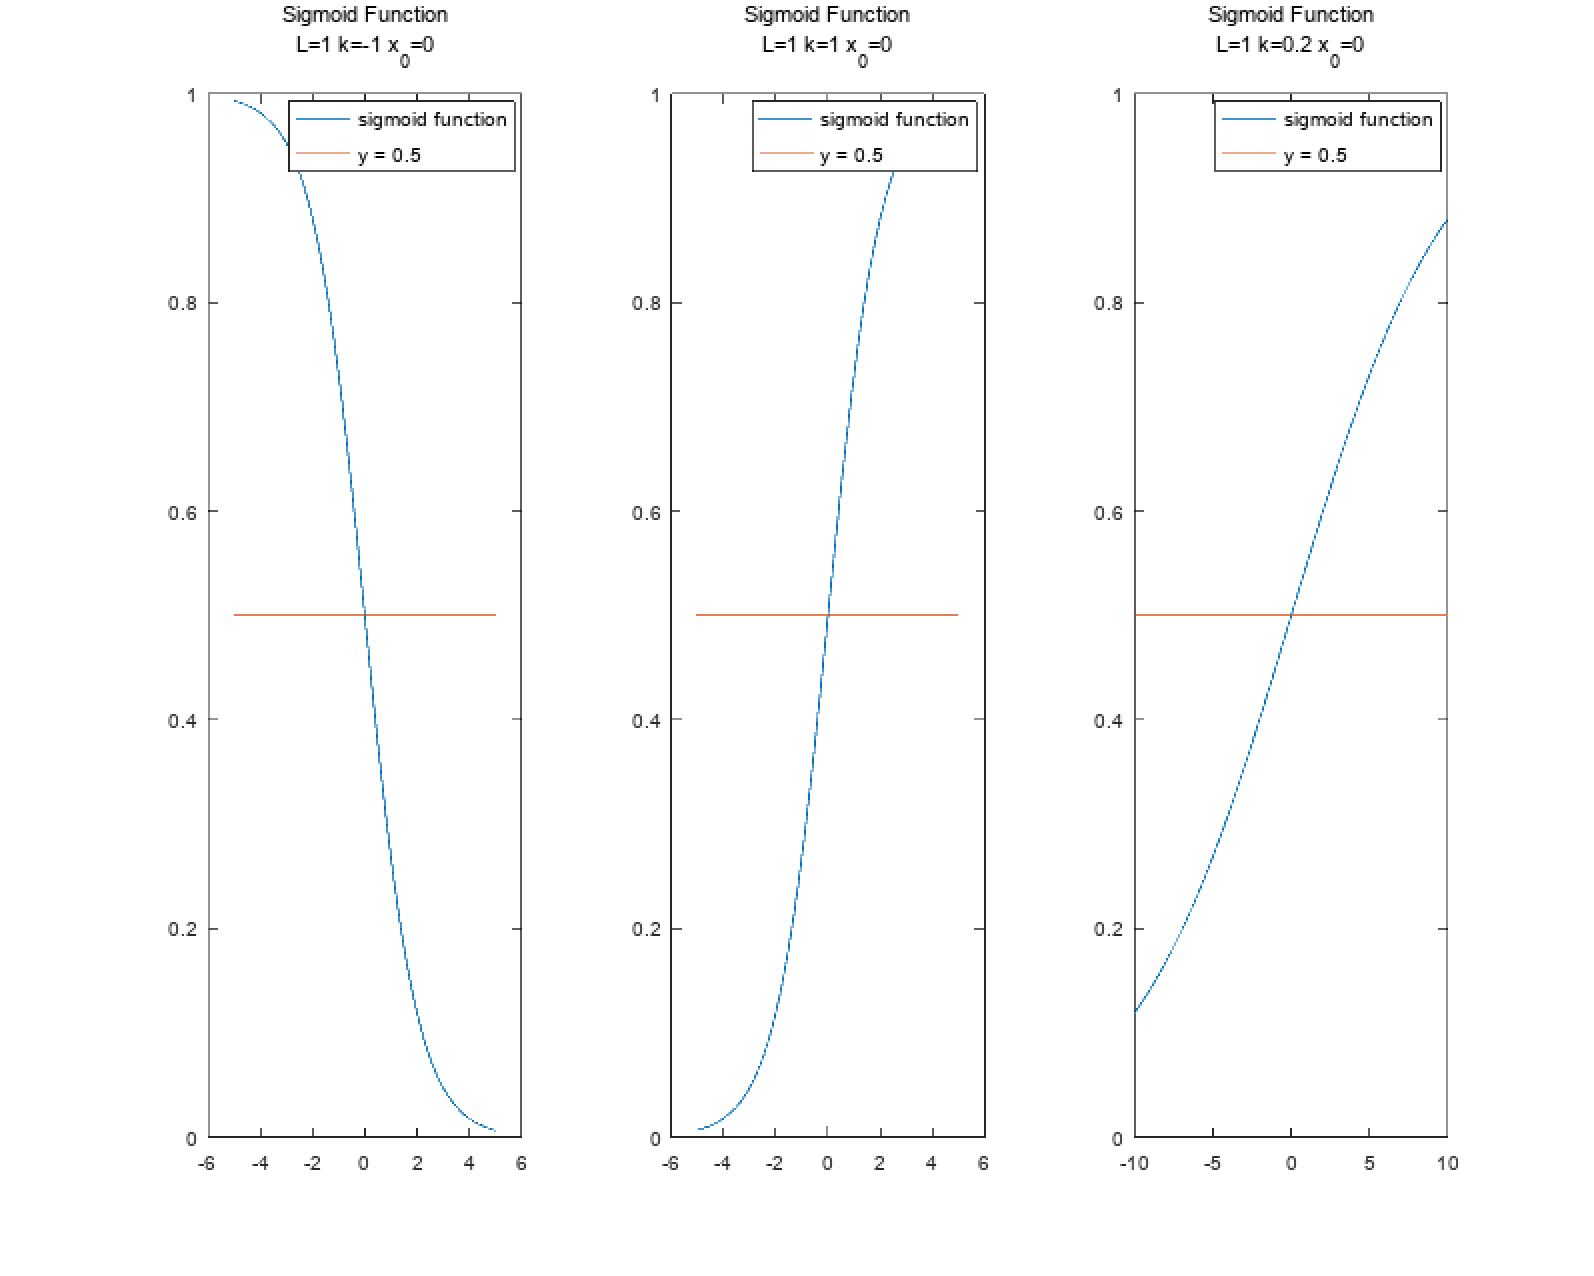 Sigmoid Function
L=1 k=-1 x0=0
1
0.8
0.6
0.4
0.2
0
-6 -4 -2 0 2 4 6
sigmoid function
y = 0.5
Sigmoid Function
L=1 k=1 x0=0
1
0.8
0.6
0.4
0.2
0
-6 -4 -2 0 2 4 6
sigmoid function
y = 0.5
Sigmoid Function
L=1 k=0.2 x0=0
1
0.8
0.6
0.4
0.2
0
-10 -5 0 5 10
sigmoid function
y = 0.5